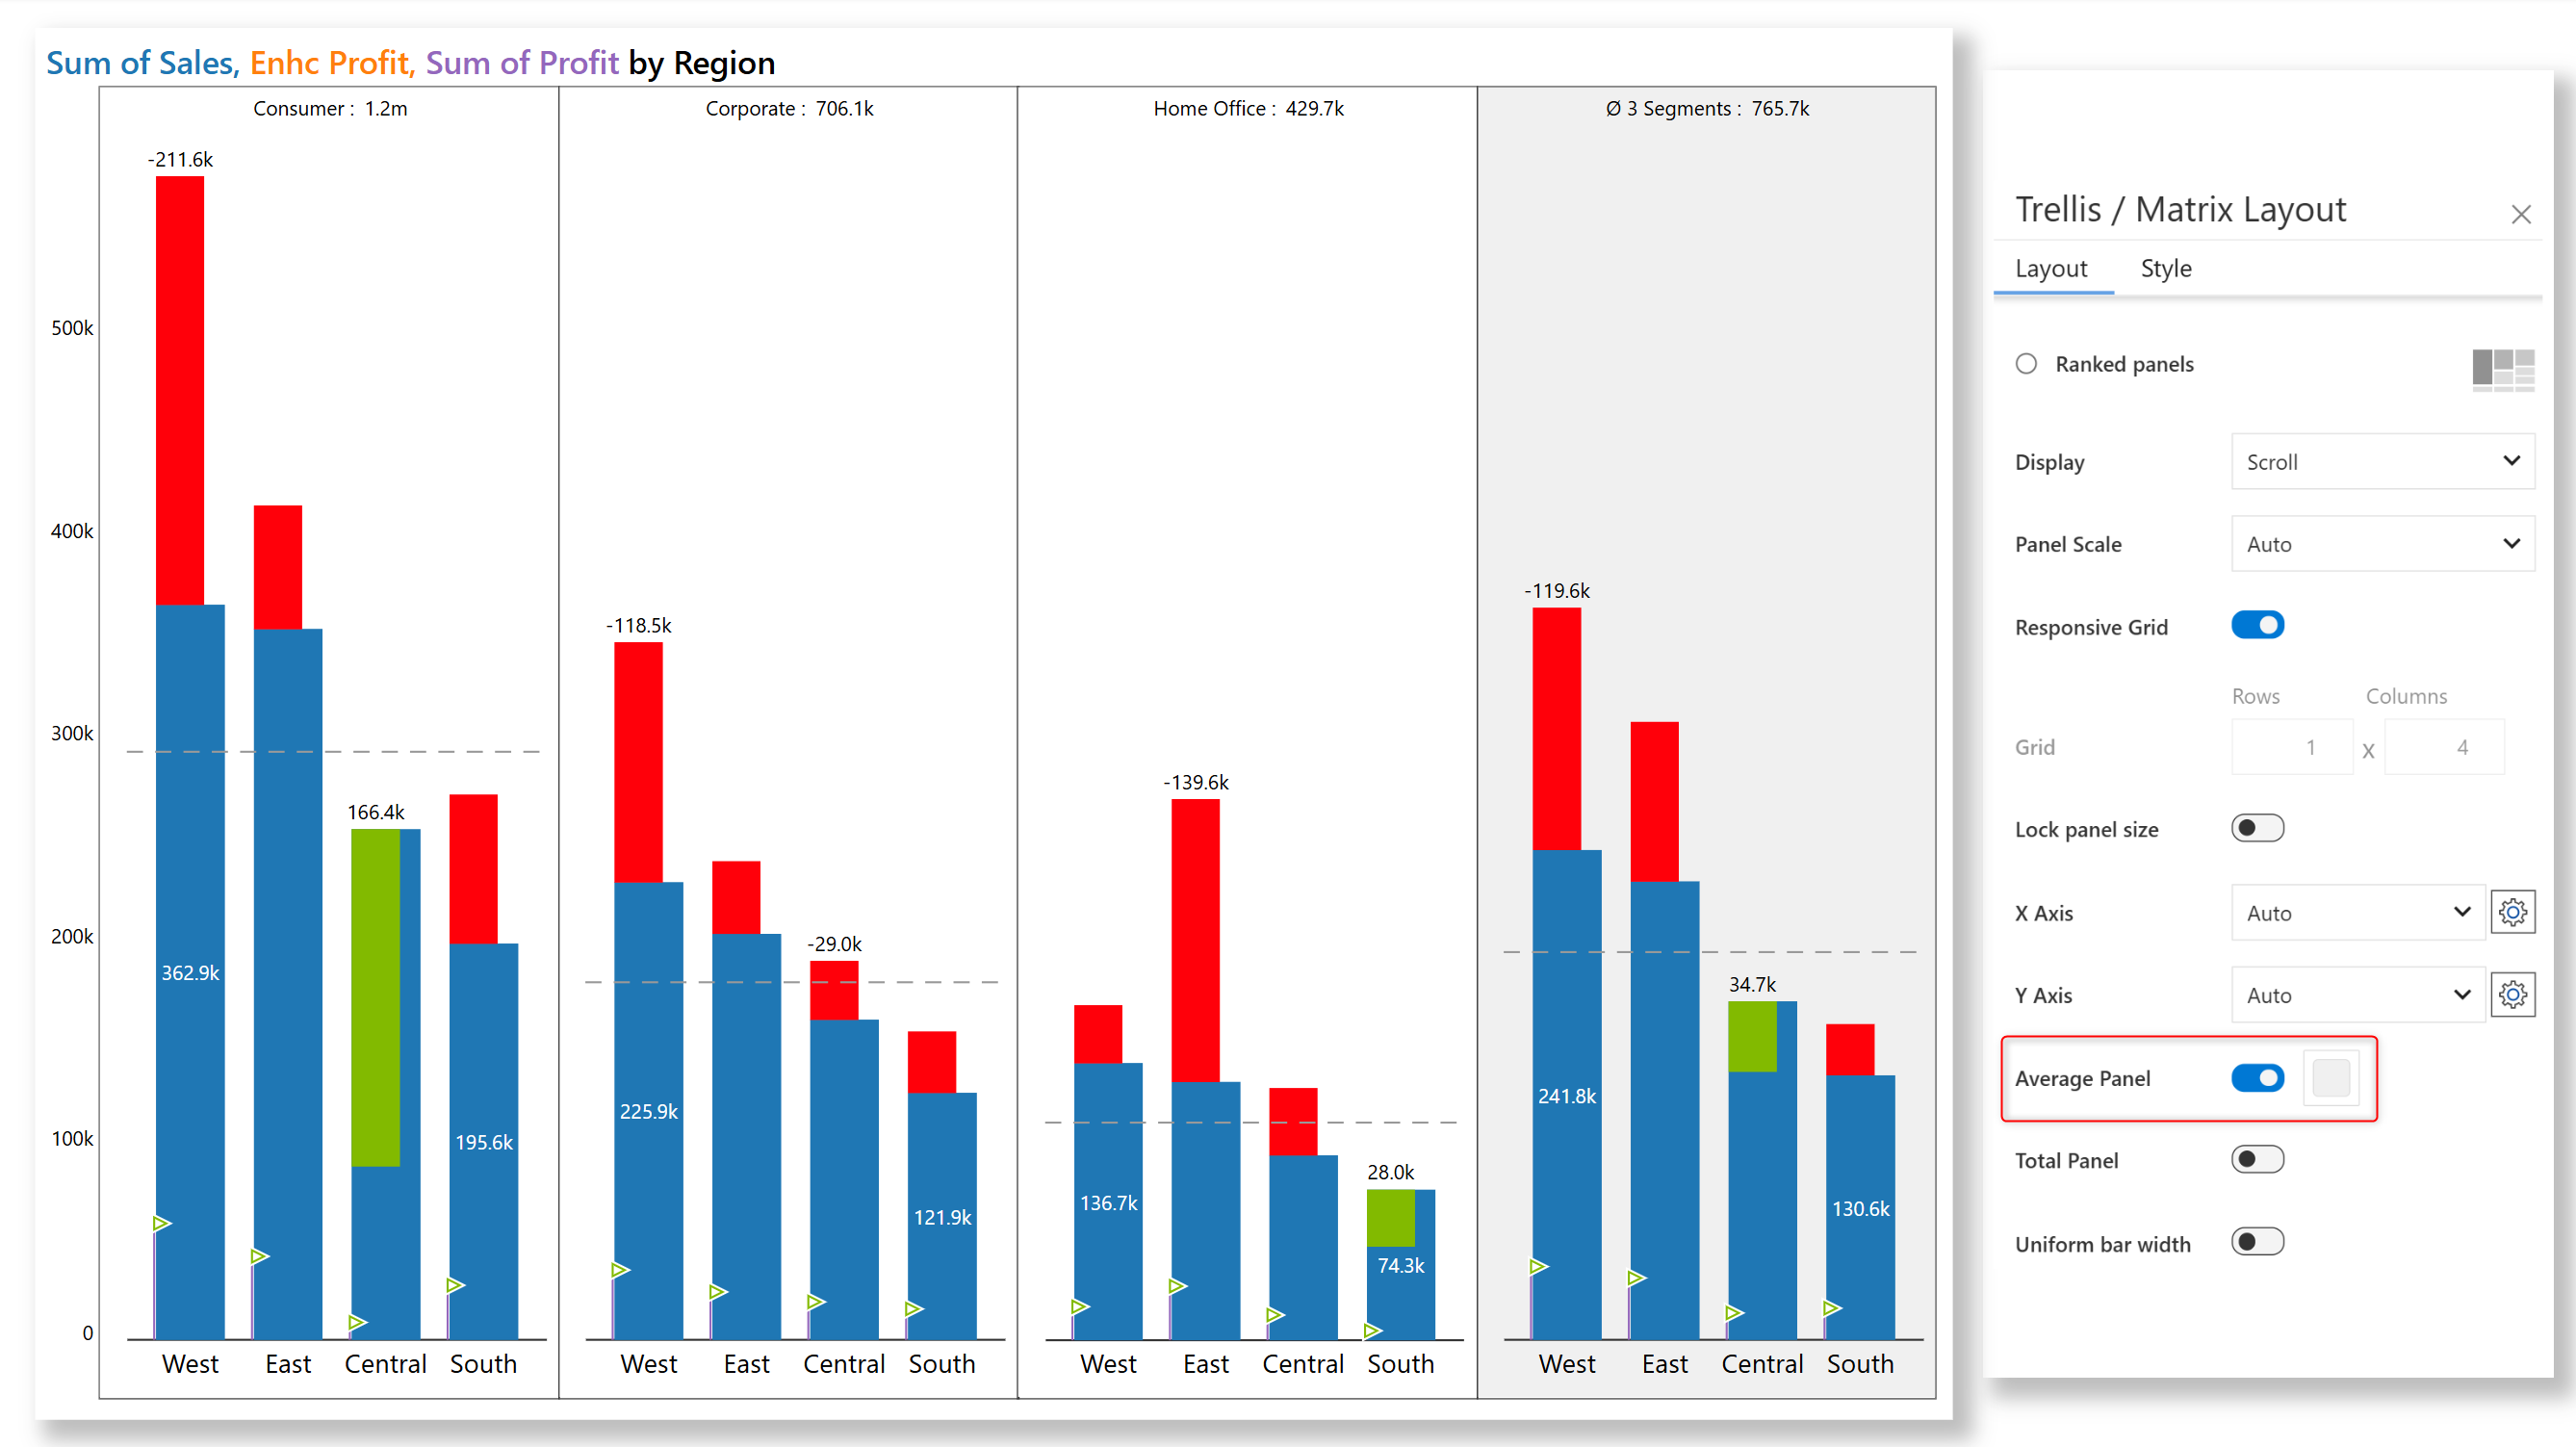 Sum of Sales, Enhc Profit, Sum of Profit by Region
Consumer : 1.2m
Corporate : 706.1k
Home Office : 429.7k
Ø 3 Segments : 765.7k
500k
400k
300k
200k
100k
0
-211.6k
166.4k
362.9k
195.6k
West East Central South
-118.5k
-29.0k
225.9k
121.9k
West East Central South
-139.6k
28.0k
136.7k
74.3k
West East Central South
-119.6k
34.7k
241.8k
130.6k
West East Central South
Trellis / Matrix Layout
Layout Style
Ranked panels
Display Scroll
Panel Scale Auto
Responsive Grid
Rows Columns
Grid 1 x 4
Lock panel size
X Axis Auto
Y Axis Auto
Average Panel
Total Panel
Uniform bar width